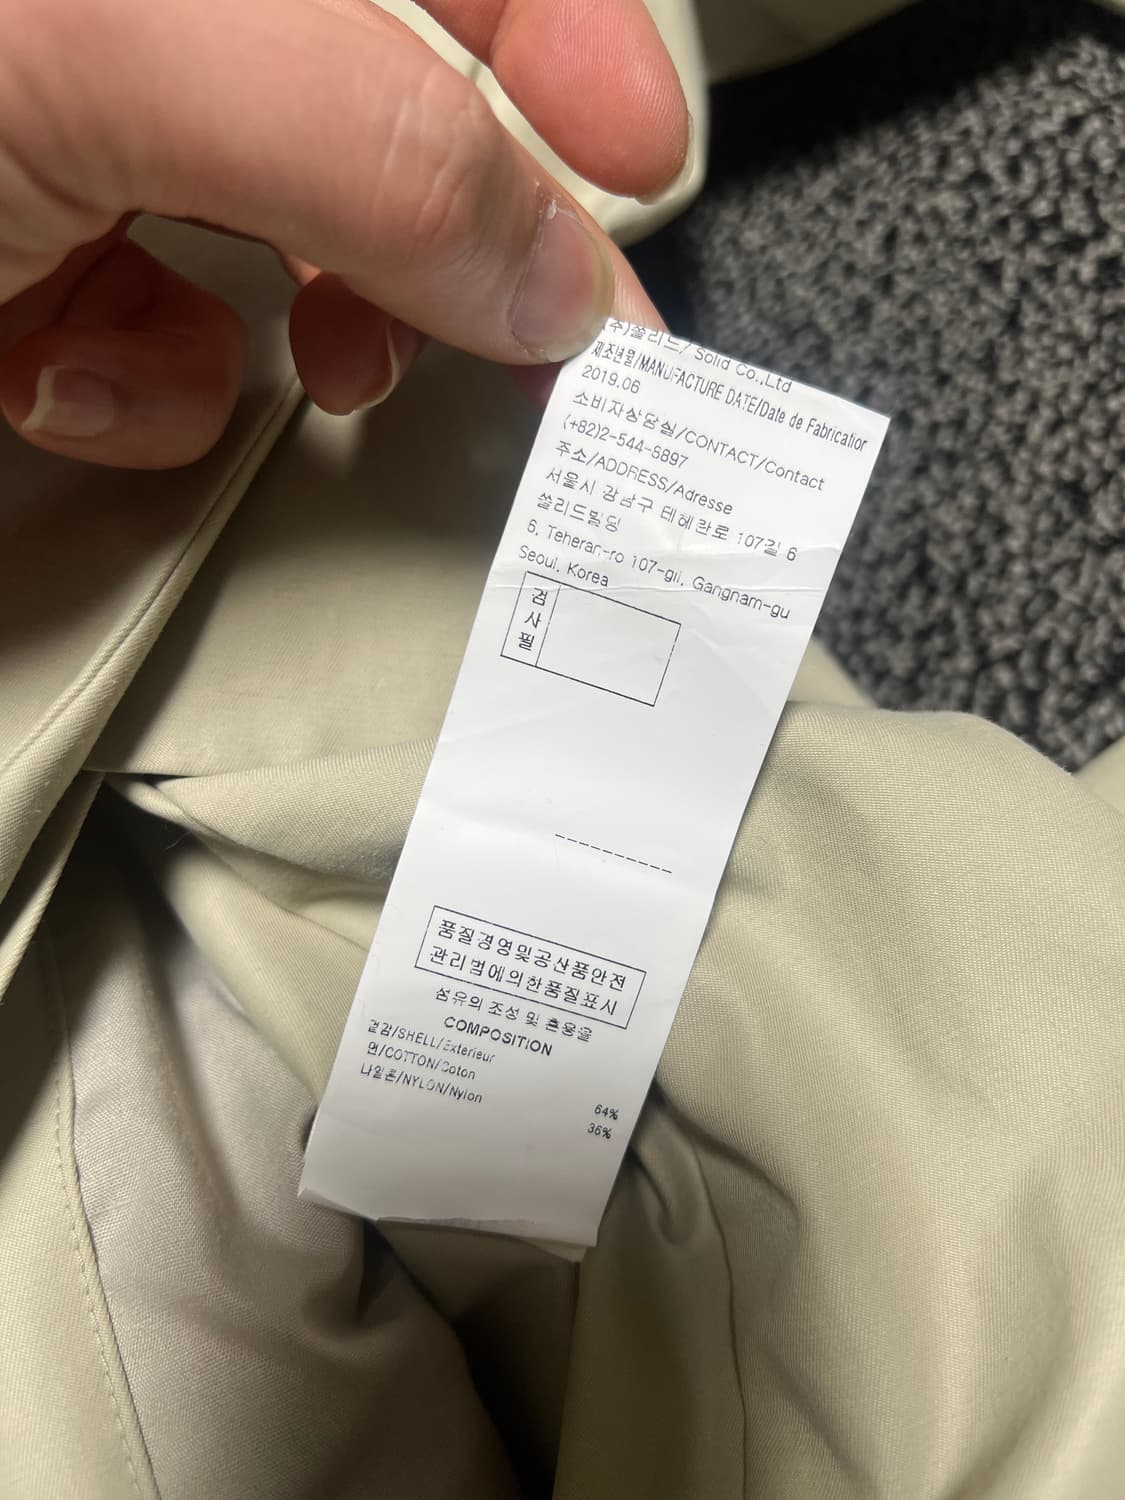 (주)쏠리드/ Solid Co.,Ltd
제조년월/MANUFACTURE DATE/Date de Fabrication
2019.06
소비자상담실/CONTACT/Contact
(+82)2-544-6897
주소/ADDRESS/Adresse
서울시 강남구 테헤란로 107길 6
쏠리드빌딩
6, Teheran-ro 107-gil, Gangnam-gu
Seoul, Korea
검사필
품질경영및공산품안전
관리법에의한품질표시
섬유의 조성 및 혼용율
COMPOSITION
겉감/SHELL/Exterieur
면/COTTON/Coton
나일론/NYLON/Nylon
64%
36%